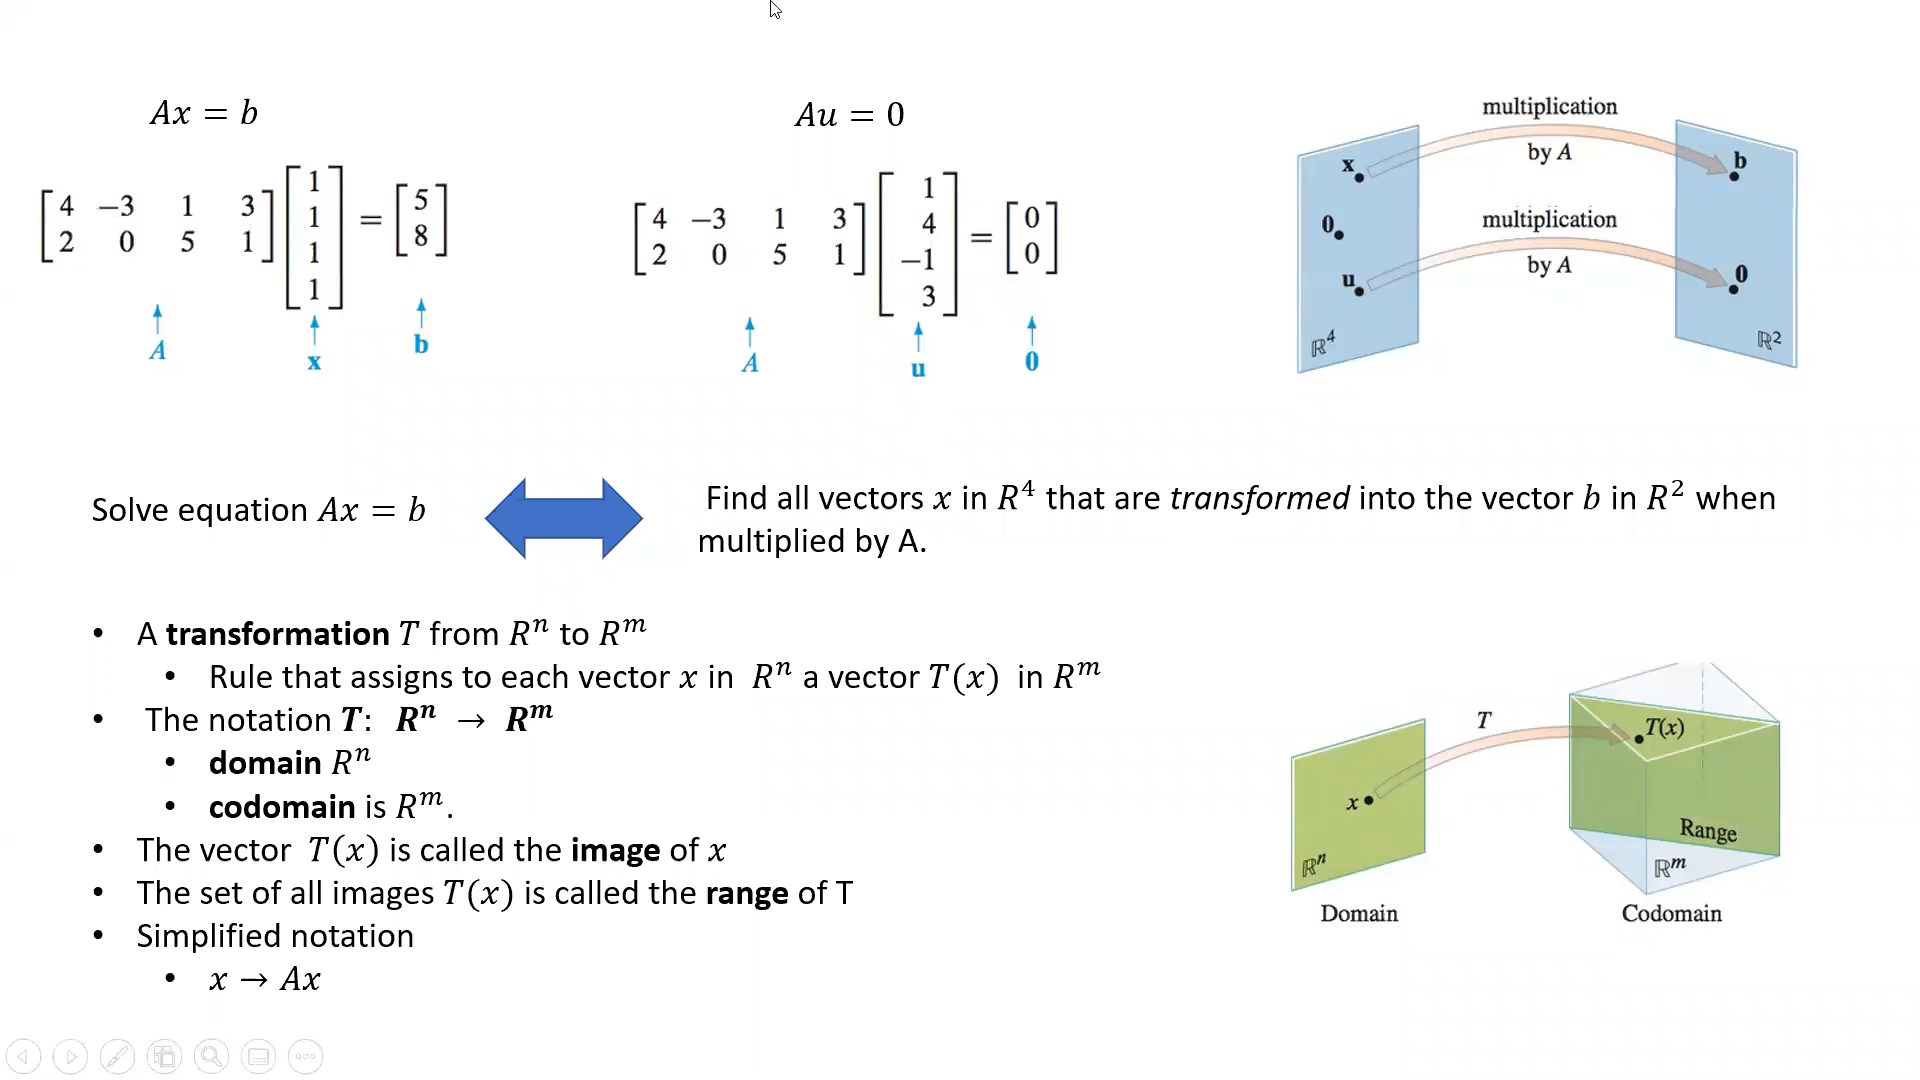 Ax = b
[4 −3 1 3
2 0 5 1] [1
1
1
1] = [5
8]
A x b
Au = 0
[4 −3 1 3
2 0 5 1] [1
4
−1
3] = [0
0]
A u 0
multiplication
by A
x b
0
multiplication
by A
u 0
ℝ⁴ ℝ²
Solve equation Ax = b
Find all vectors x in R⁴ that are transformed into the vector b in R² when
multiplied by A.
• A transformation T from Rⁿ to Rᵐ
• Rule that assigns to each vector x in Rⁿ a vector T(x) in Rᵐ
• The notation T: Rⁿ → Rᵐ
• domain Rⁿ
• codomain is Rᵐ.
• The vector T(x) is called the image of x
• The set of all images T(x) is called the range of T
• Simplified notation
• x → Ax
T
T(x)
x
Range
ℝⁿ ℝᵐ
Domain Codomain